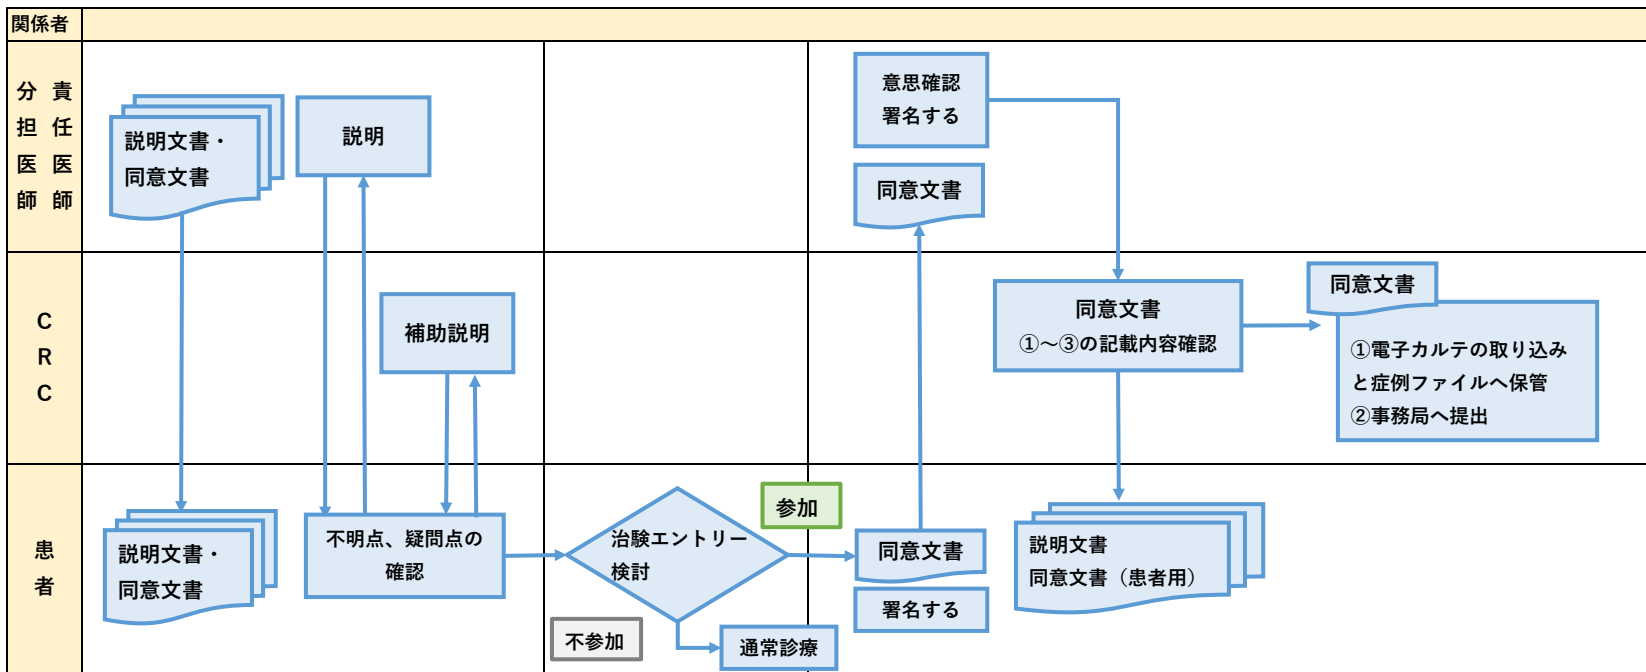 関係者
責任医師
分担医師
説明文書・
同意文書
説明
意思確認
署名する
同意文書
CRC
補助説明
同意文書
①～③の記載内容確認
同意文書
①電子カルテの取り込み
と症例ファイルへ保管
②事務局へ提出
患者
説明文書・
同意文書
不明点、疑問点の
確認
治験エントリー
検討
参加
不参加
通常診療
同意文書
署名する
説明文書
同意文書（患者用）